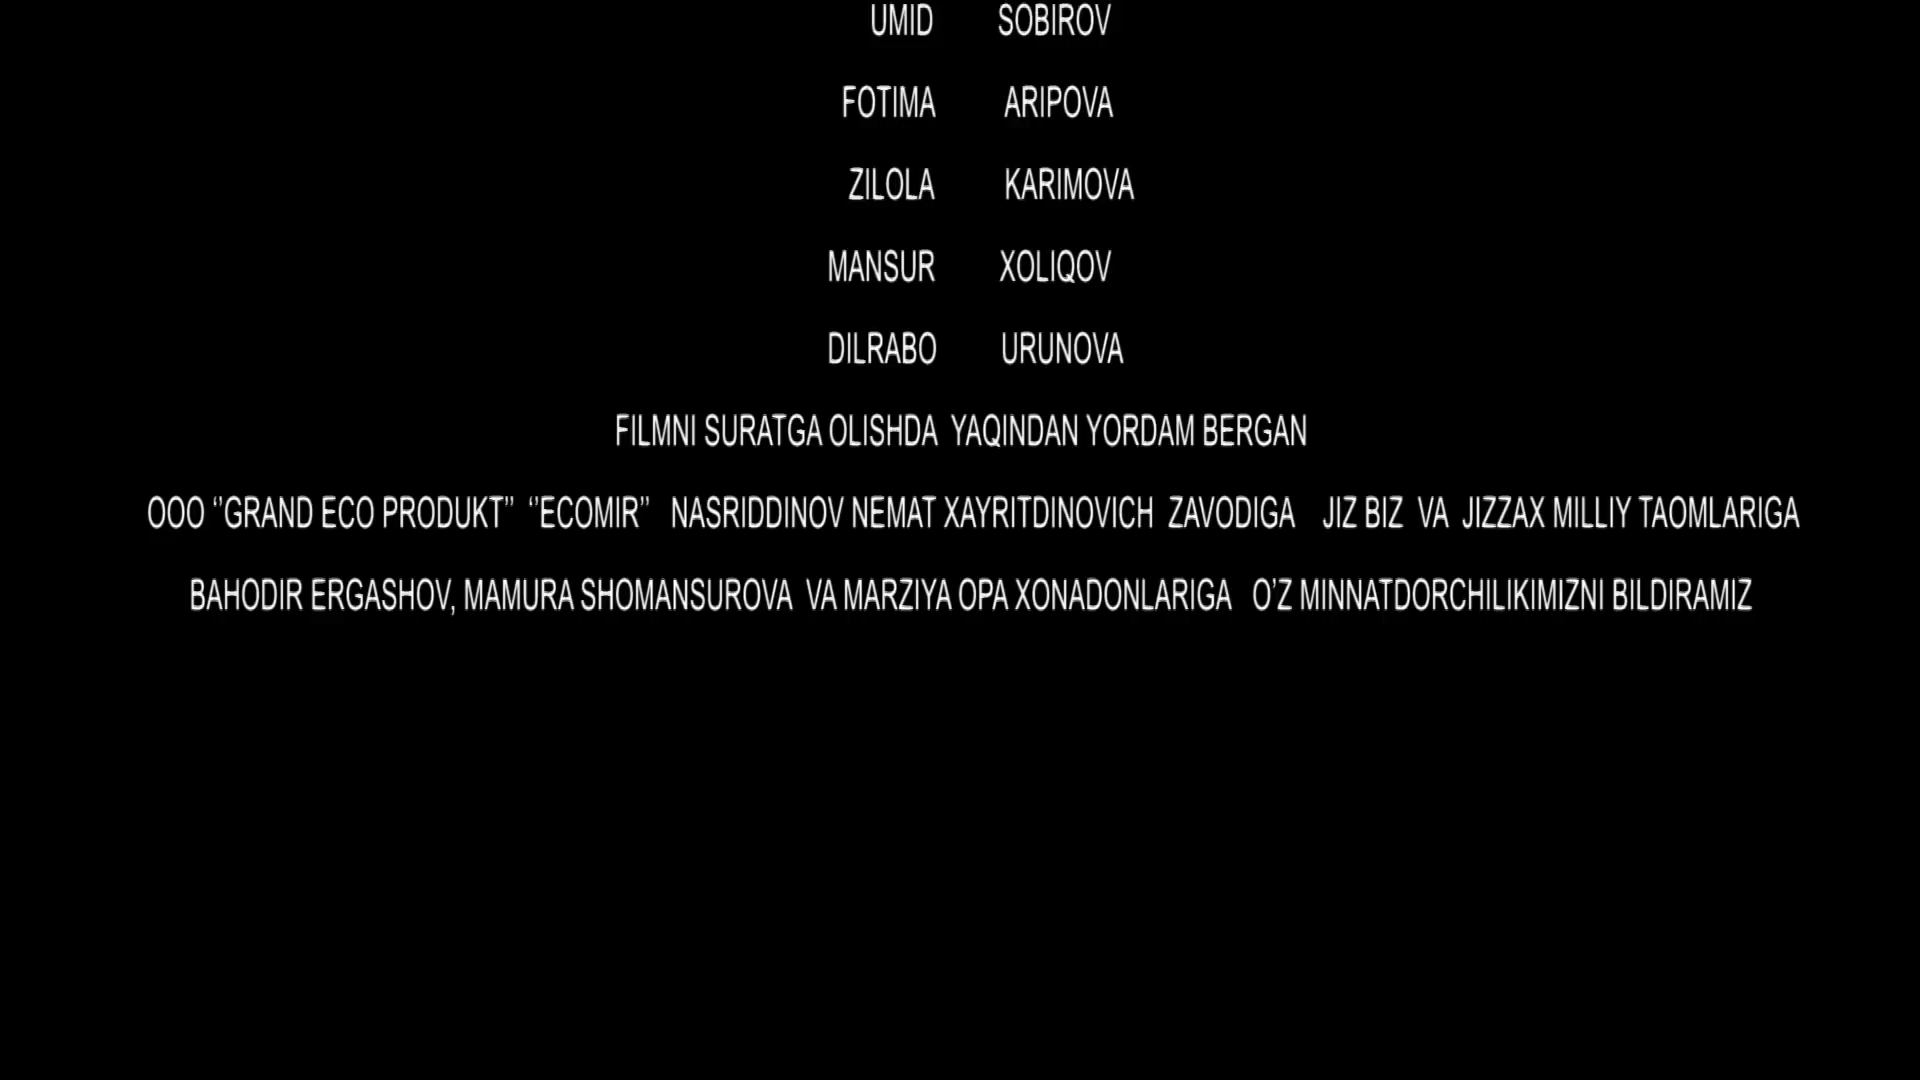 UMID SOBIROV
FOTIMA ARIPOVA
ZILOLA KARIMOVA
MANSUR XOLIQOV
DILRABO URUNOVA
FILMNI SURATGA OLISHDA YAQINDAN YORDAM BERGAN
OOO ‘’GRAND ECO PRODUKT’’ ‘’ECOMIR’’ NASRIDDINOV NEMAT XAYRITDINOVICH ZAVODIGA JIZ BIZ VA JIZZAX MILLIY TAOMLARIGA
BAHODIR ERGASHOV, MAMURA SHOMANSUROVA VA MARZIYA OPA XONADONLARIGA O’Z MINNATDORCHILIKIMIZNI BILDIRAMIZ